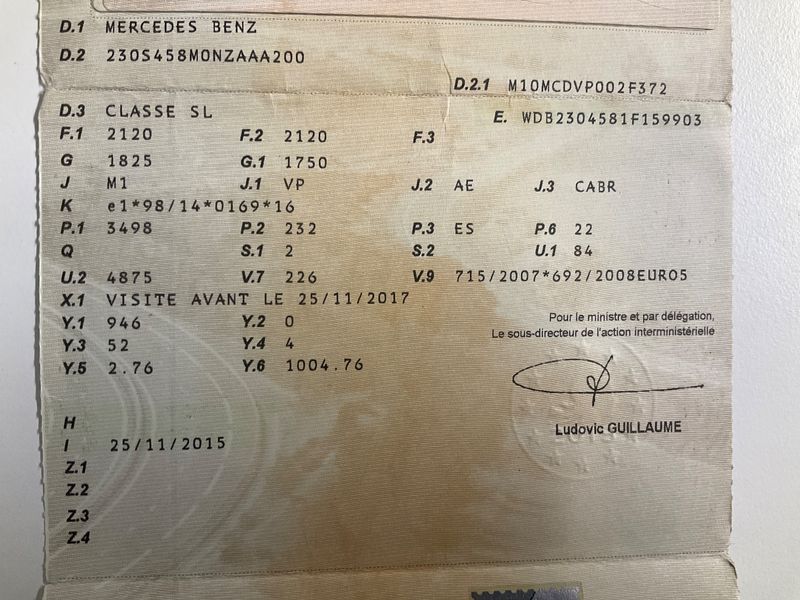 D.1 MERCEDES BENZ
D.2 230S458M0NZAAA200
D.2.1 M10MCDVP002F372
D.3 CLASSE SL
E. WDB2304581F159903
F.1 2120 F.2 2120 F.3
G 1825 G.1 1750
J M1 J.1 VP J.2 AE J.3 CABR
K e1*98/14*0169*16
P.1 3498 P.2 232 P.3 ES P.6 22
Q S.1 2 S.2 U.1 84
U.2 4875 V.7 226 V.9 715/2007*692/2008EURO5
X.1 VISITE AVANT LE 25/11/2017
Y.1 946 Y.2 0
Pour le ministre et par délégation,
Le sous-directeur de l'action interministérielle
Y.3 52 Y.4 4
Y.5 2.76 Y.6 1004.76
H
Ludovic GUILLAUME
I 25/11/2015
Z.1
Z.2
Z.3
Z.4